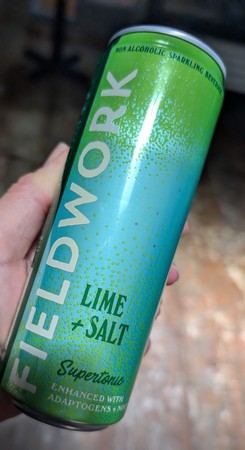 NON ALCOHOLIC SPARKLING BEVERAGE
FIELDWORK
LIME
+ SALT
Supertonic
ENHANCED WITH
ADAPTOGENS +